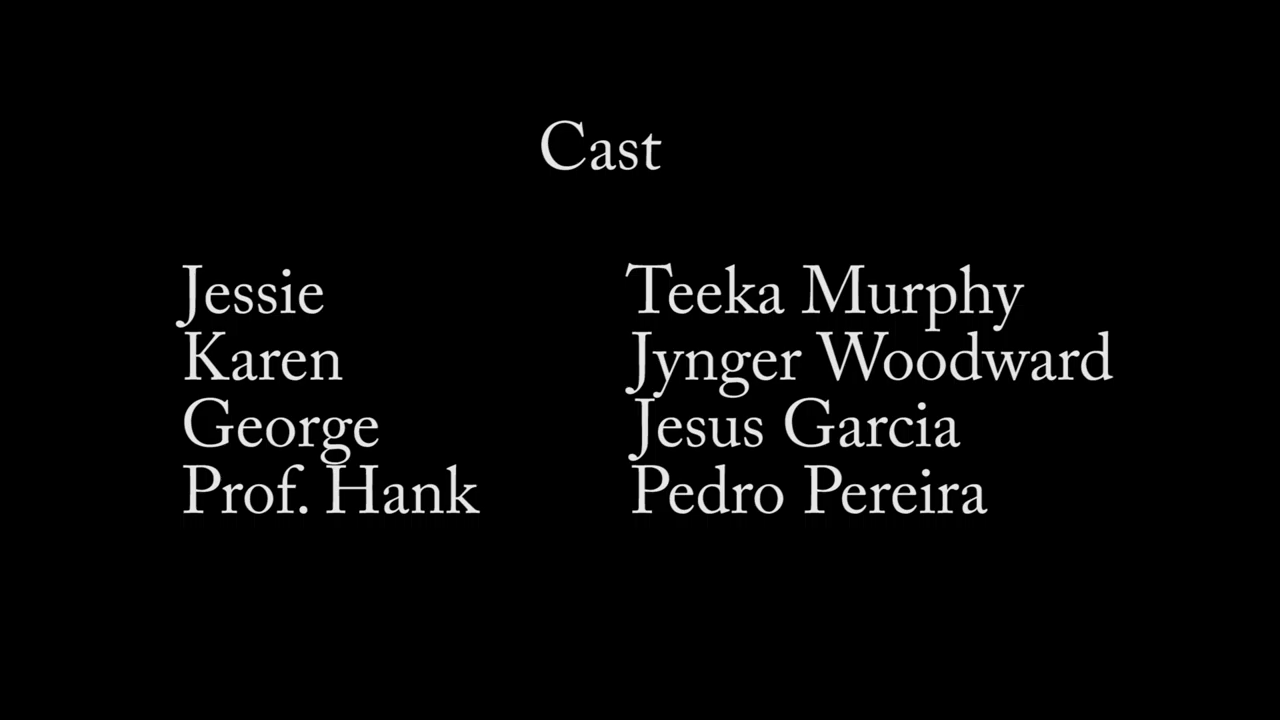 Cast
Jessie Teeka Murphy
Karen Jynger Woodward
George Jesus Garcia
Prof. Hank Pedro Pereira